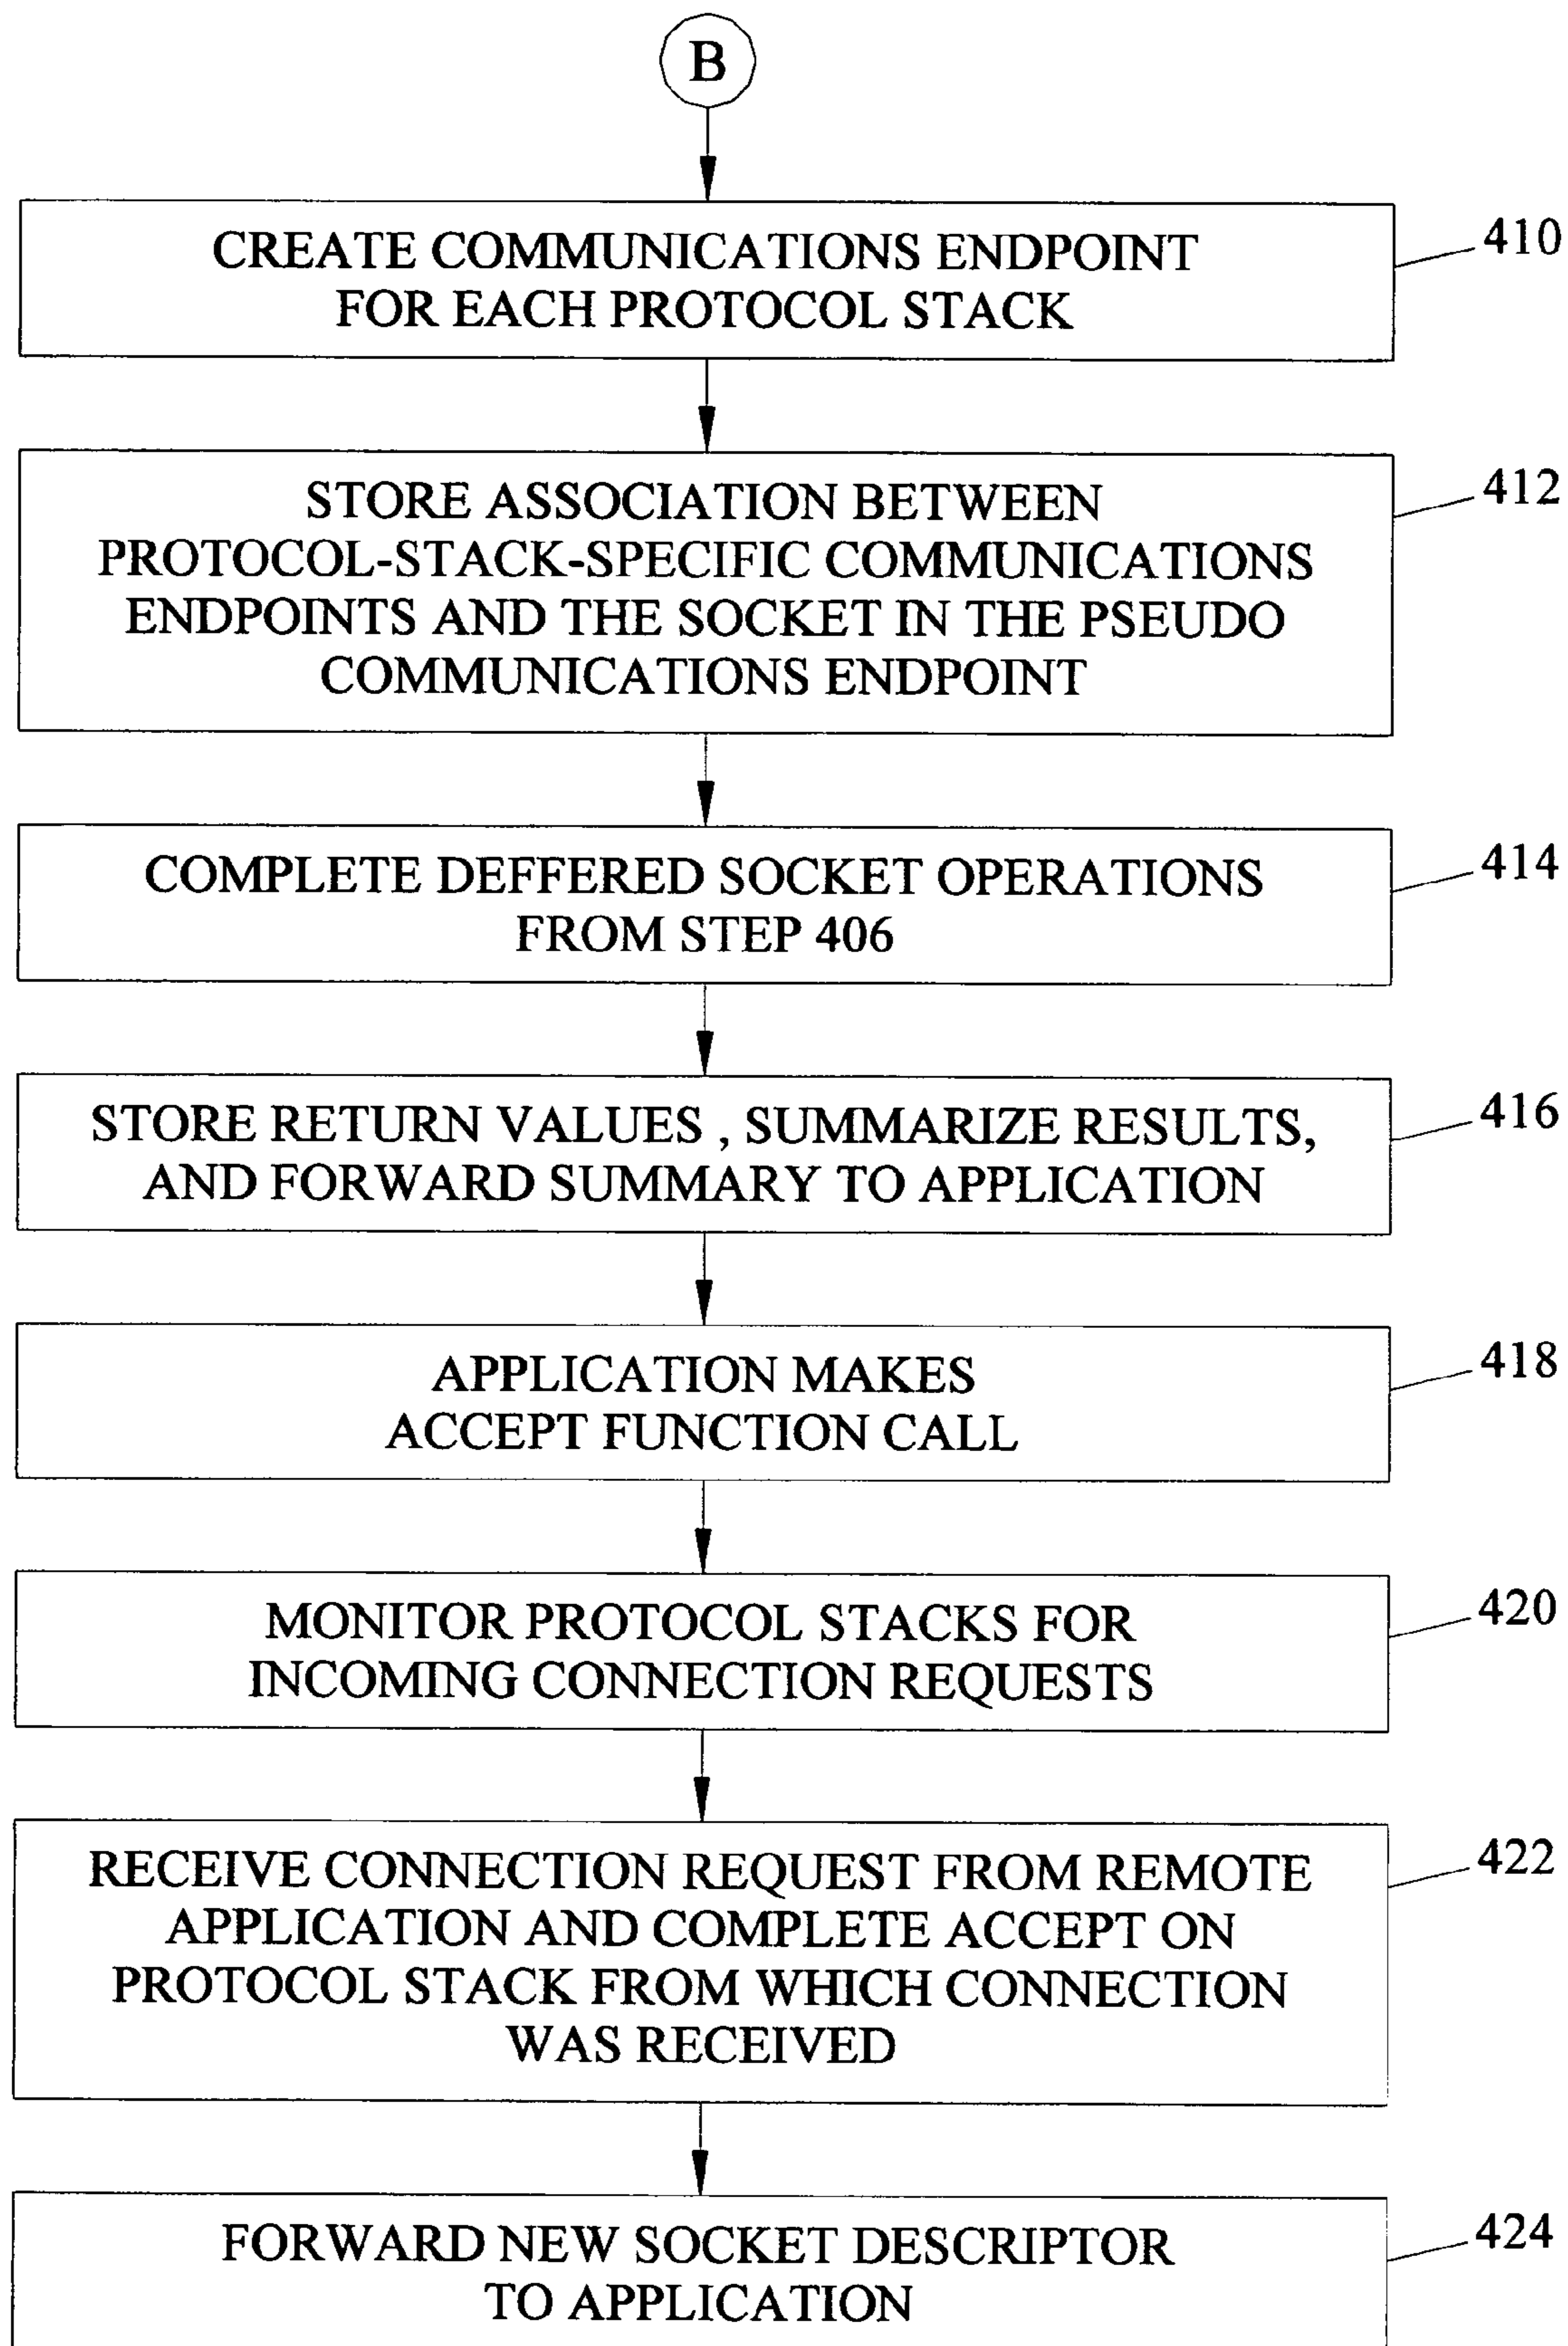 B
CREATE COMMUNICATIONS ENDPOINT
FOR EACH PROTOCOL STACK
410
STORE ASSOCIATION BETWEEN
PROTOCOL-STACK-SPECIFIC COMMUNICATIONS
ENDPOINTS AND THE SOCKET IN THE PSEUDO
COMMUNICATIONS ENDPOINT
412
COMPLETE DEFFERED SOCKET OPERATIONS
FROM STEP 406
414
STORE RETURN VALUES , SUMMARIZE RESULTS,
AND FORWARD SUMMARY TO APPLICATION
416
APPLICATION MAKES
ACCEPT FUNCTION CALL
418
MONITOR PROTOCOL STACKS FOR
INCOMING CONNECTION REQUESTS
420
RECEIVE CONNECTION REQUEST FROM REMOTE
APPLICATION AND COMPLETE ACCEPT ON
PROTOCOL STACK FROM WHICH CONNECTION
WAS RECEIVED
422
FORWARD NEW SOCKET DESCRIPTOR
TO APPLICATION
424